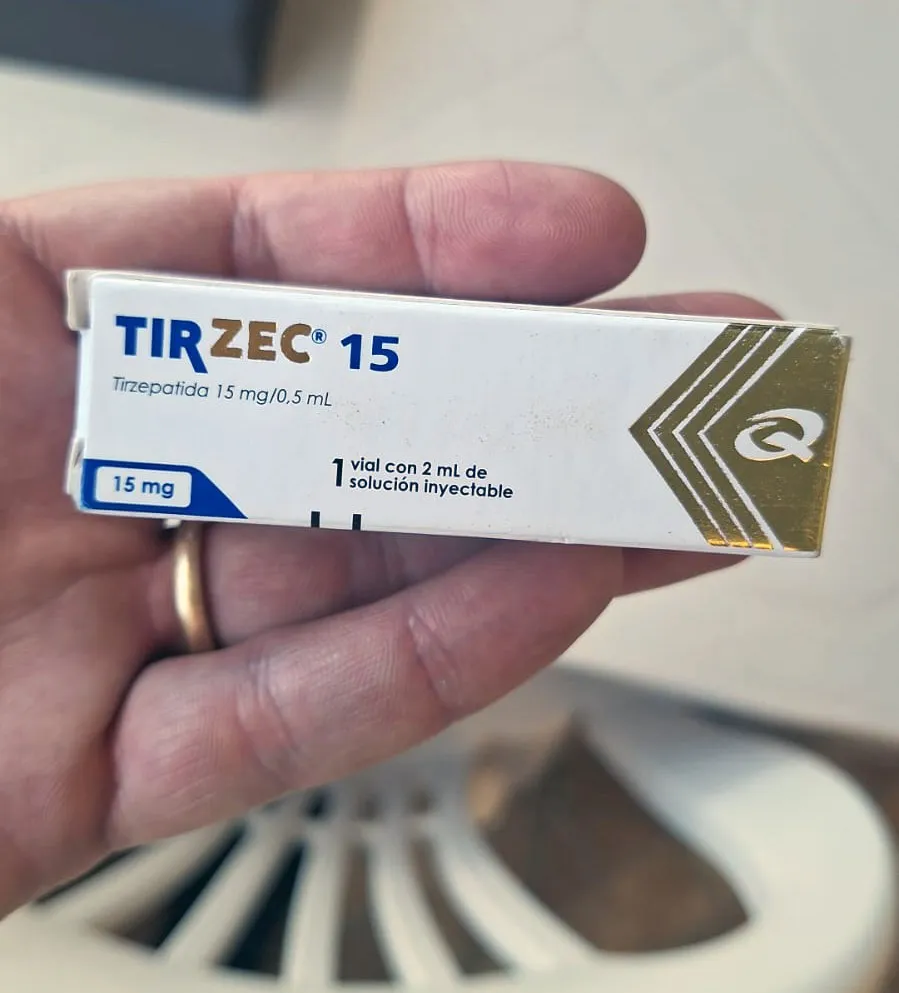 TIRZEC® 15
Tirzepatida 15 mg/0,5 mL
15 mg
1 vial con 2 mL de
solución inyectable
Q